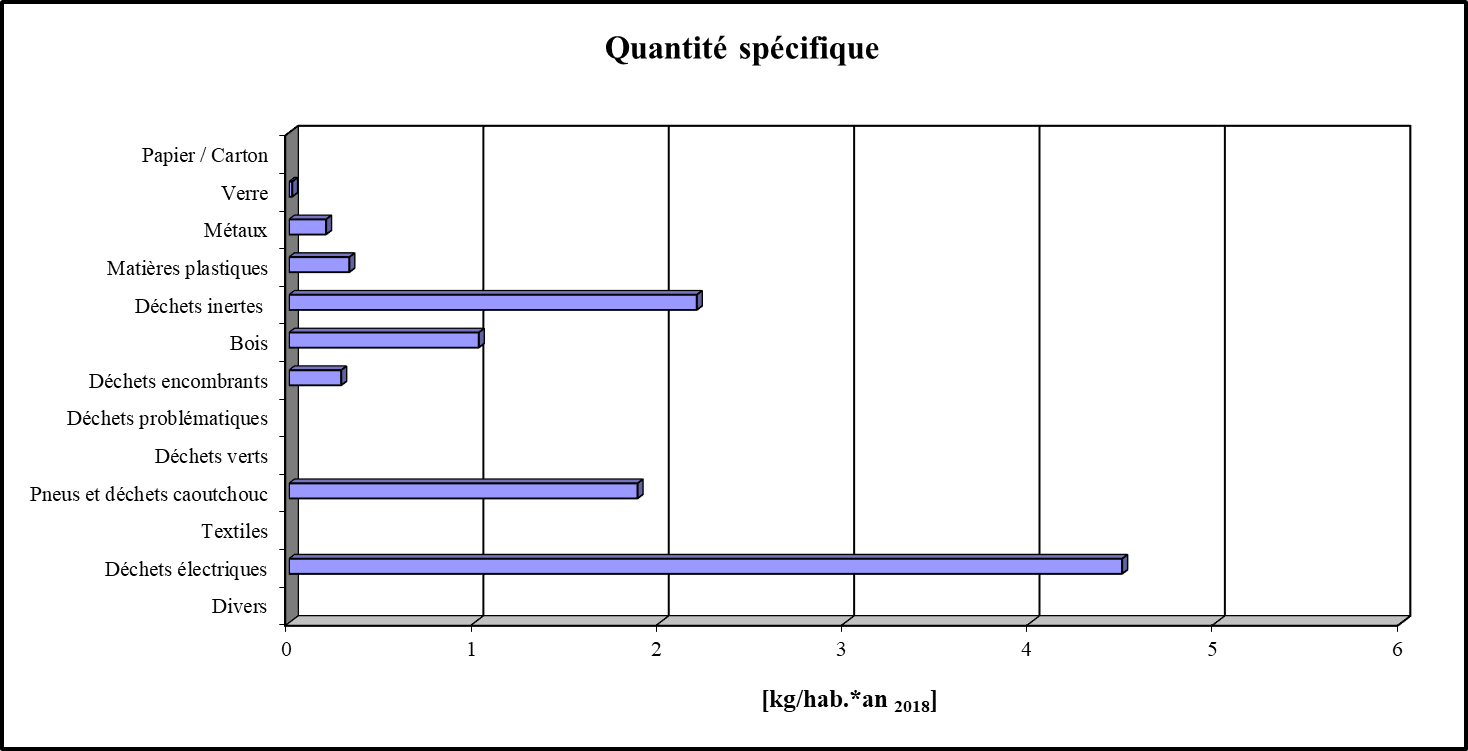 Quantité spécifique
Papier / Carton
Verre
Métaux
Matières plastiques
Déchets inertes
Bois
Déchets encombrants
Déchets problématiques
Déchets verts
Pneus et déchets caoutchouc
Textiles
Déchets électriques
Divers
0 1 2 3 4 5 6
[kg/hab.*an 2018]